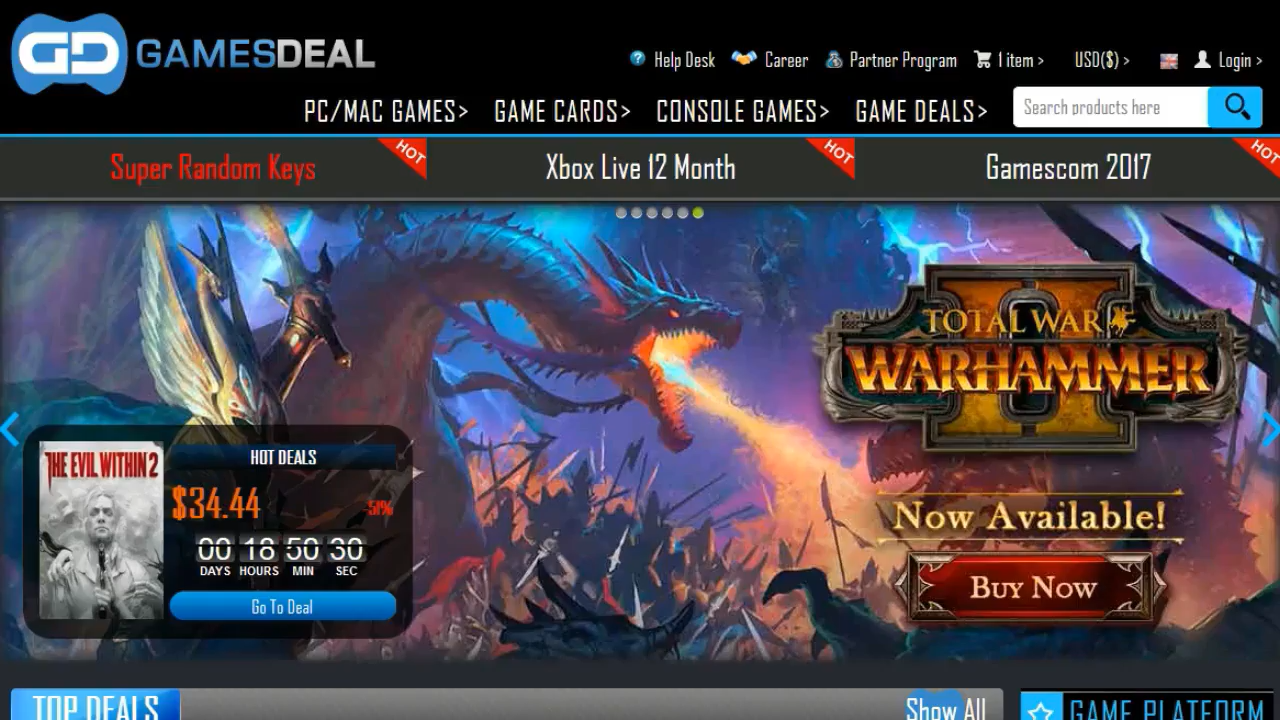 GD GAMESDEAL
Help Desk Career Partner Program 1 item > USD($) > Login >
PC/MAC GAMES> GAME CARDS> CONSOLE GAMES> GAME DEALS> Search products here
Super Random Keys HOT Xbox Live 12 Month HOT Gamescom 2017 HOT
TOTAL WAR
II
WARHAMMER
THE EVIL WITHIN 2
HOT DEALS
$34.44 -51%
00 18 50 30
DAYS HOURS MIN SEC
Go To Deal
Now Available!
Buy Now
TOP DEALS Show All GAME PLATFORM